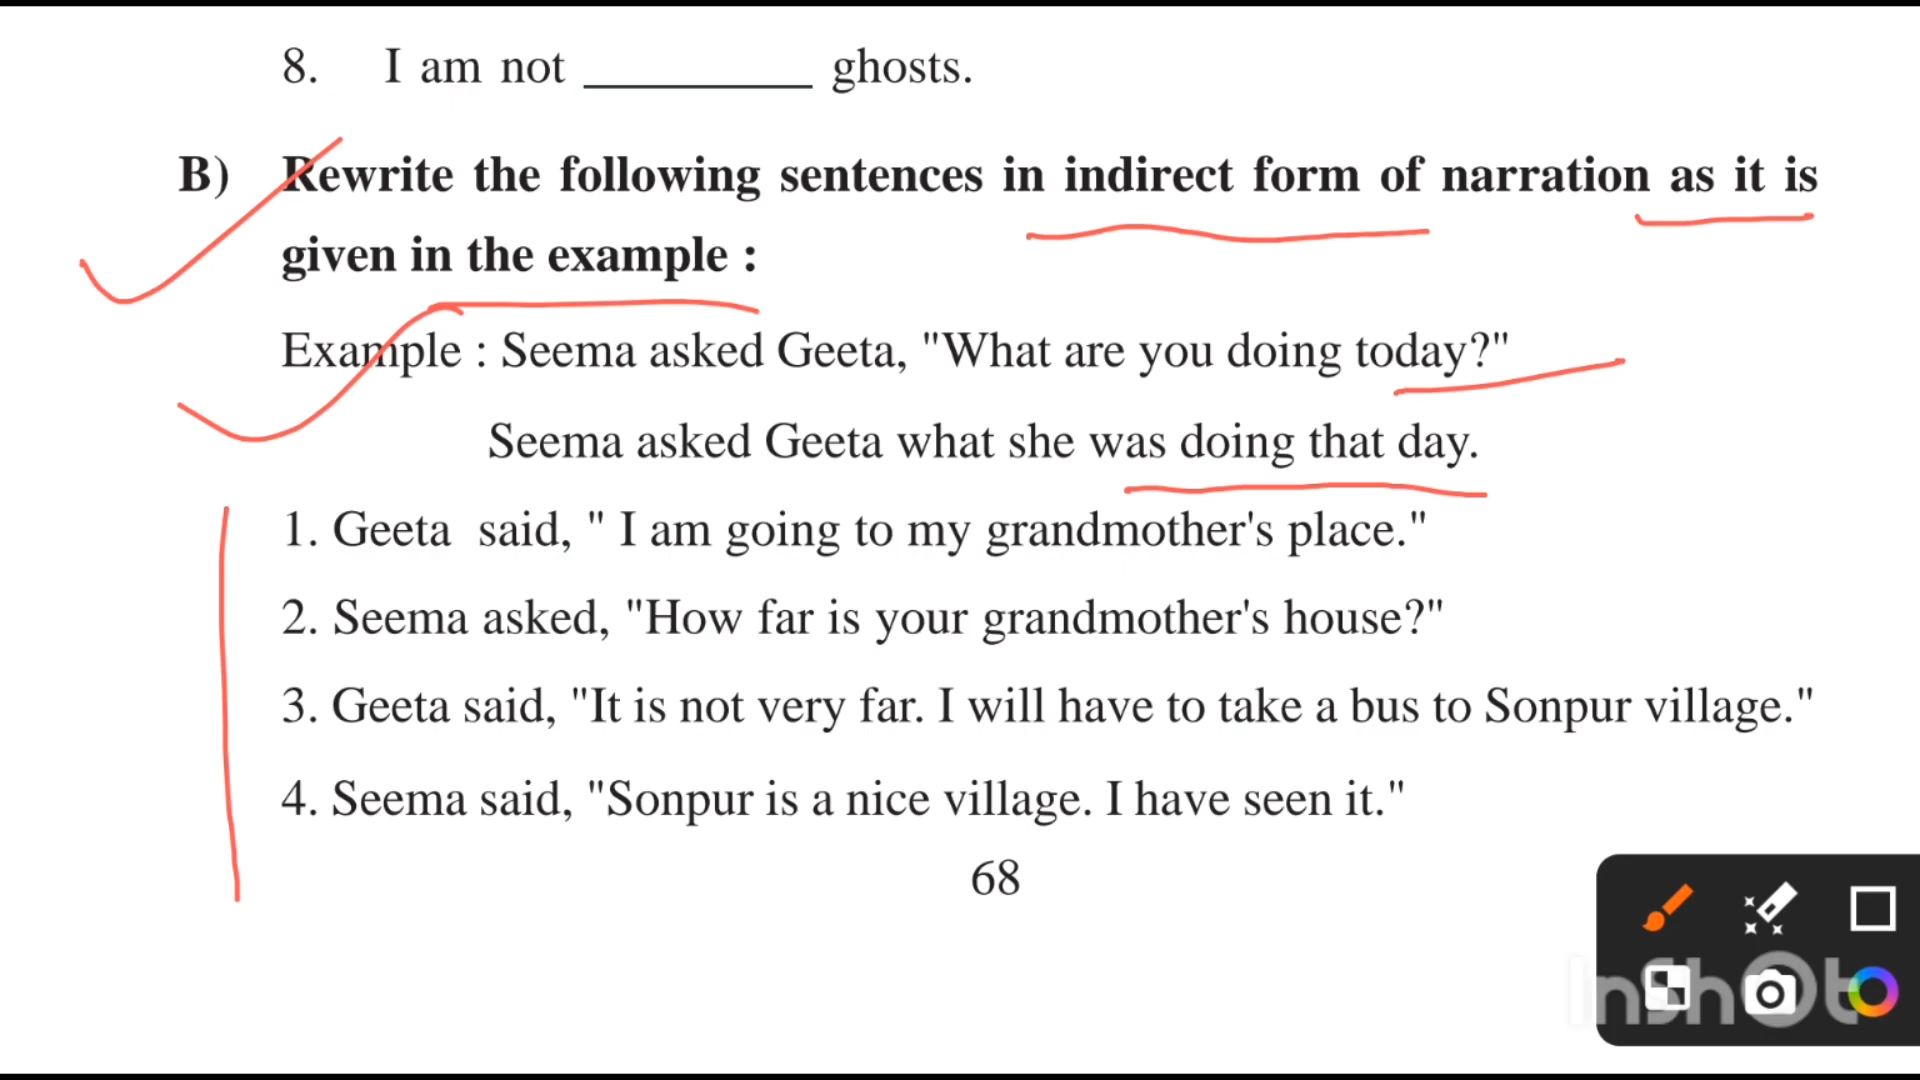 8. I am not _________ ghosts.
B) Rewrite the following sentences in indirect form of narration as it is
given in the example :
Example : Seema asked Geeta, "What are you doing today?"
Seema asked Geeta what she was doing that day.
1. Geeta said, " I am going to my grandmother's place."
2. Seema asked, "How far is your grandmother's house?"
3. Geeta said, "It is not very far. I will have to take a bus to Sonpur village."
4. Seema said, "Sonpur is a nice village. I have seen it."
68
InShOt